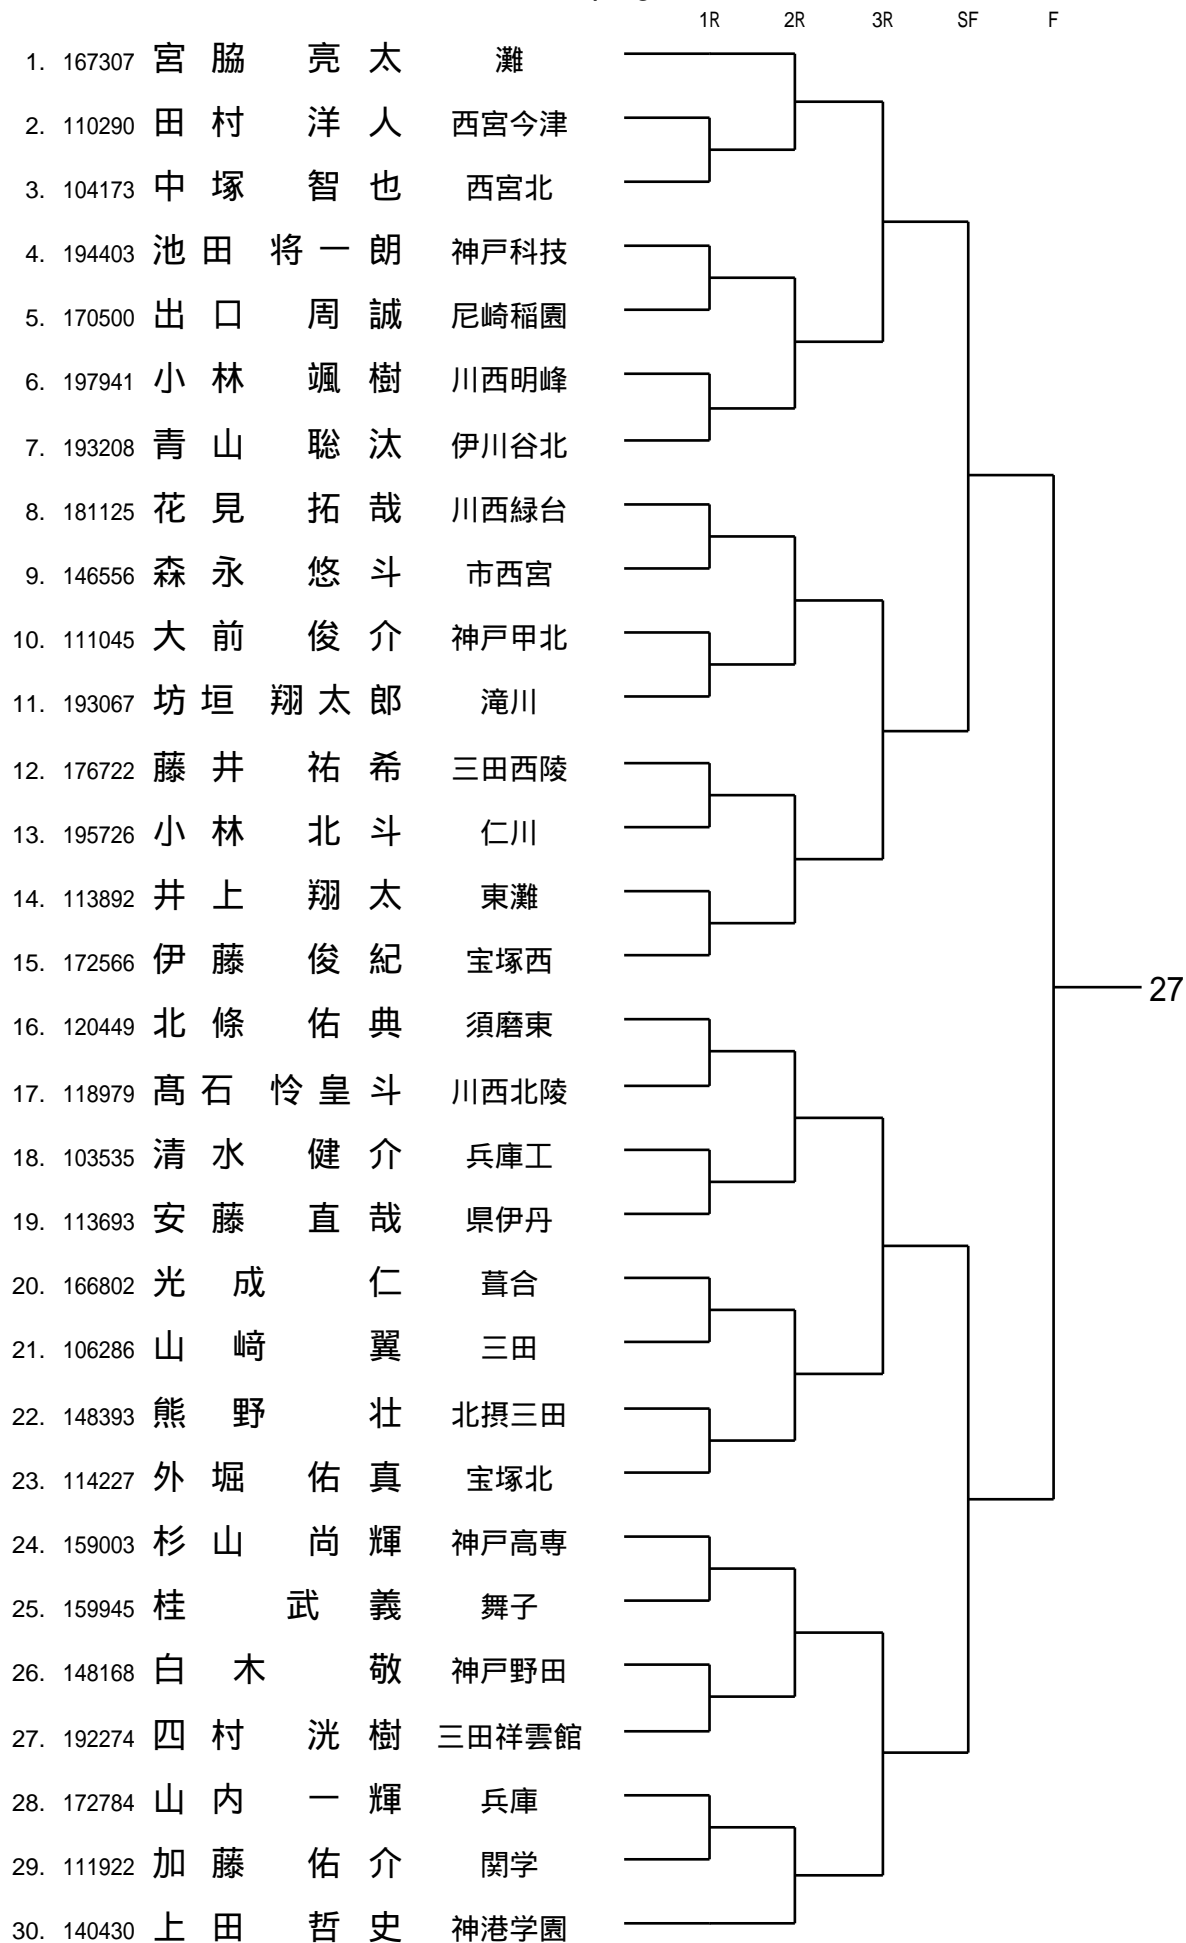 1R 2R 3R SF F
1. 167307 宮脇 亮太 灘
2. 110290 田村 洋人 西宮今津
3. 104173 中塚 智也 西宮北
4. 194403 池田 将一朗 神戸科技
5. 170500 出口 周誠 尼崎稲園
6. 197941 小林 颯樹 川西明峰
7. 193208 青山 聡汰 伊川谷北
8. 181125 花見 拓哉 川西緑台
9. 146556 森永 悠斗 市西宮
10. 111045 大前 俊介 神戸甲北
11. 193067 坊垣 翔太郎 滝川
12. 176722 藤井 祐希 三田西陵
13. 195726 小林 北斗 仁川
14. 113892 井上 翔太 東灘
15. 172566 伊藤 俊紀 宝塚西
27
16. 120449 北條 佑典 須磨東
17. 118979 髙石 怜皇斗 川西北陵
18. 103535 清水 健介 兵庫工
19. 113693 安藤 直哉 県伊丹
20. 166802 光成 仁 葺合
21. 106286 山﨑 翼 三田
22. 148393 熊野 壮 北摂三田
23. 114227 外堀 佑真 宝塚北
24. 159003 杉山 尚輝 神戸高専
25. 159945 桂 武義 舞子
26. 148168 白木 敬 神戸野田
27. 192274 四村 洸樹 三田祥雲館
28. 172784 山内 一輝 兵庫
29. 111922 加藤 佑介 関学
30. 140430 上田 哲史 神港学園